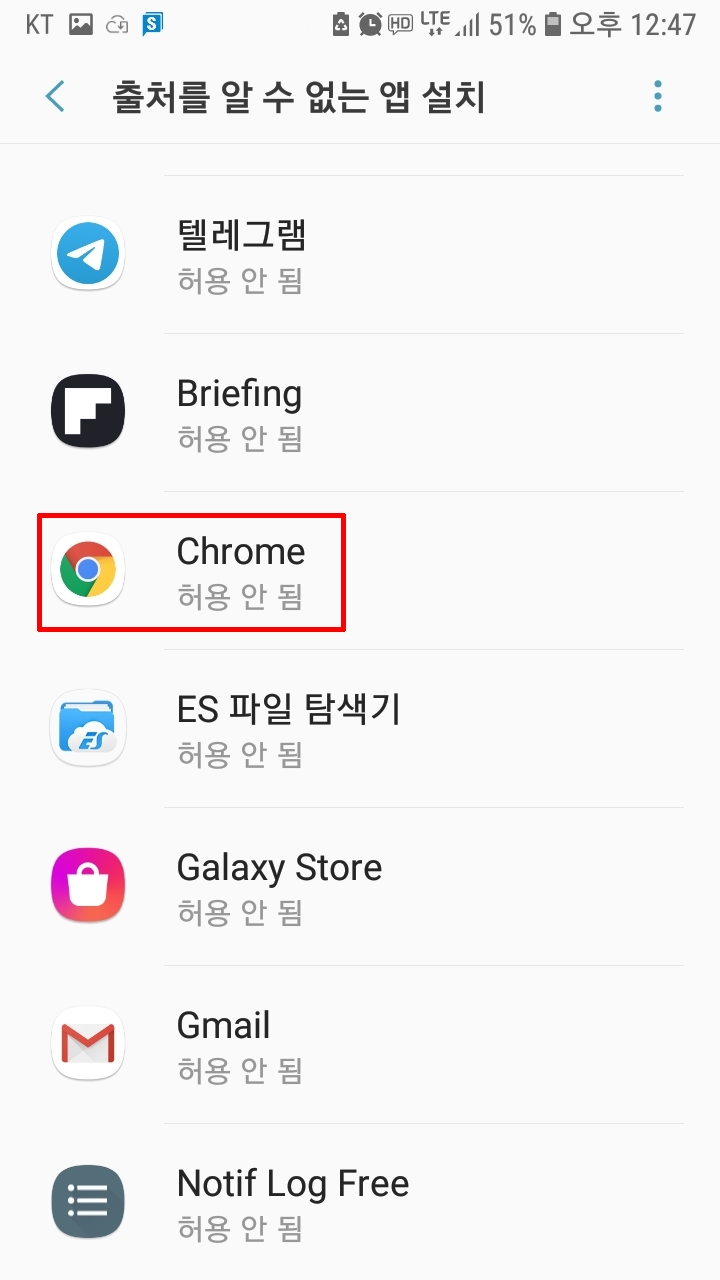 KT S HD LTE 51% 오후 12:47
출처를 알 수 없는 앱 설치
텔레그램
허용 안 됨
Briefing
허용 안 됨
Chrome
허용 안 됨
ES 파일 탐색기
ES
허용 안 됨
Galaxy Store
허용 안 됨
Gmail
허용 안 됨
Notif Log Free
허용 안 됨